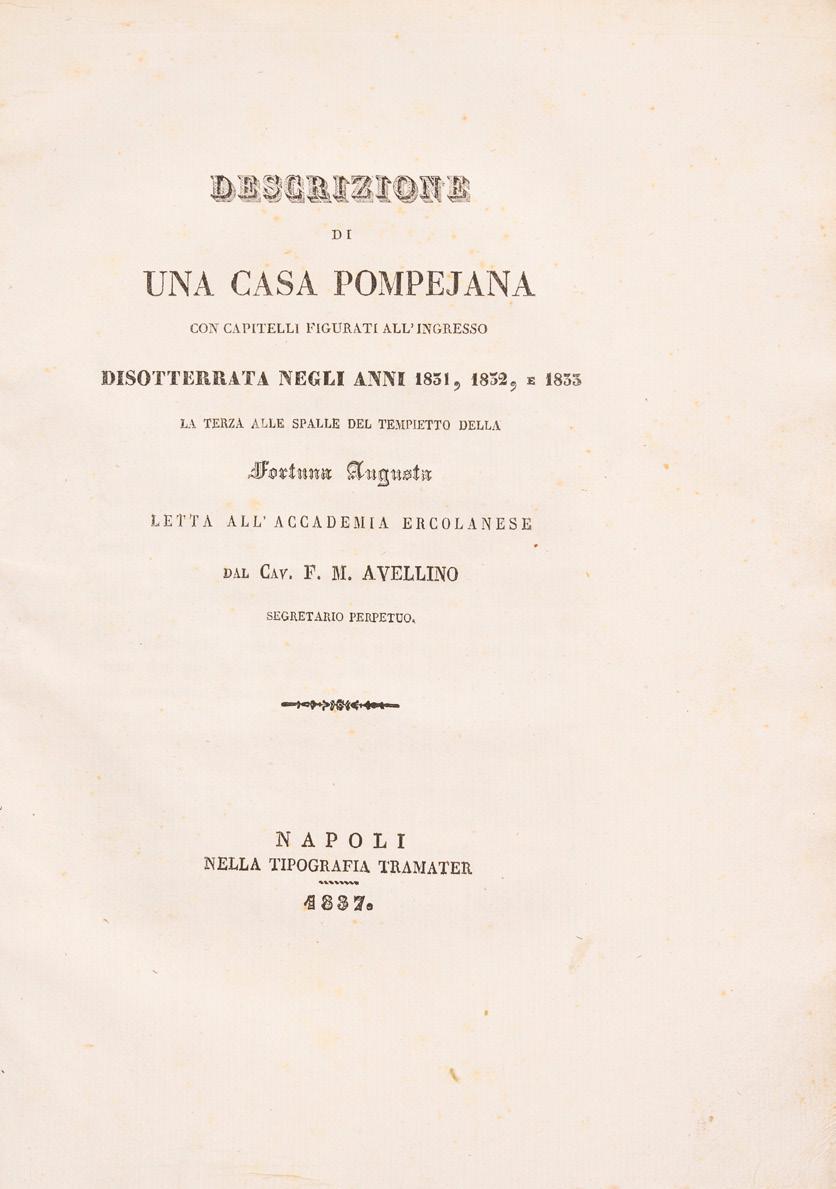 DESCRIZIONE
DI
UNA CASA POMPEJANA
CON CAPITELLI FIGURATI ALL'INGRESSO
DISOTTERRATA NEGLI ANNI 1831, 1832, E 1833
LA TERZA ALLE SPALLE DEL TEMPIETTO DELLA
Fortuna Augusta
LETTA ALL'ACCADEMIA ERCOLANESE
DAL CAV. F. M. AVELLINO
SEGRETARIO PERPETUO.
NAPOLI
NELLA TIPOGRAFIA TRAMATER
1837.